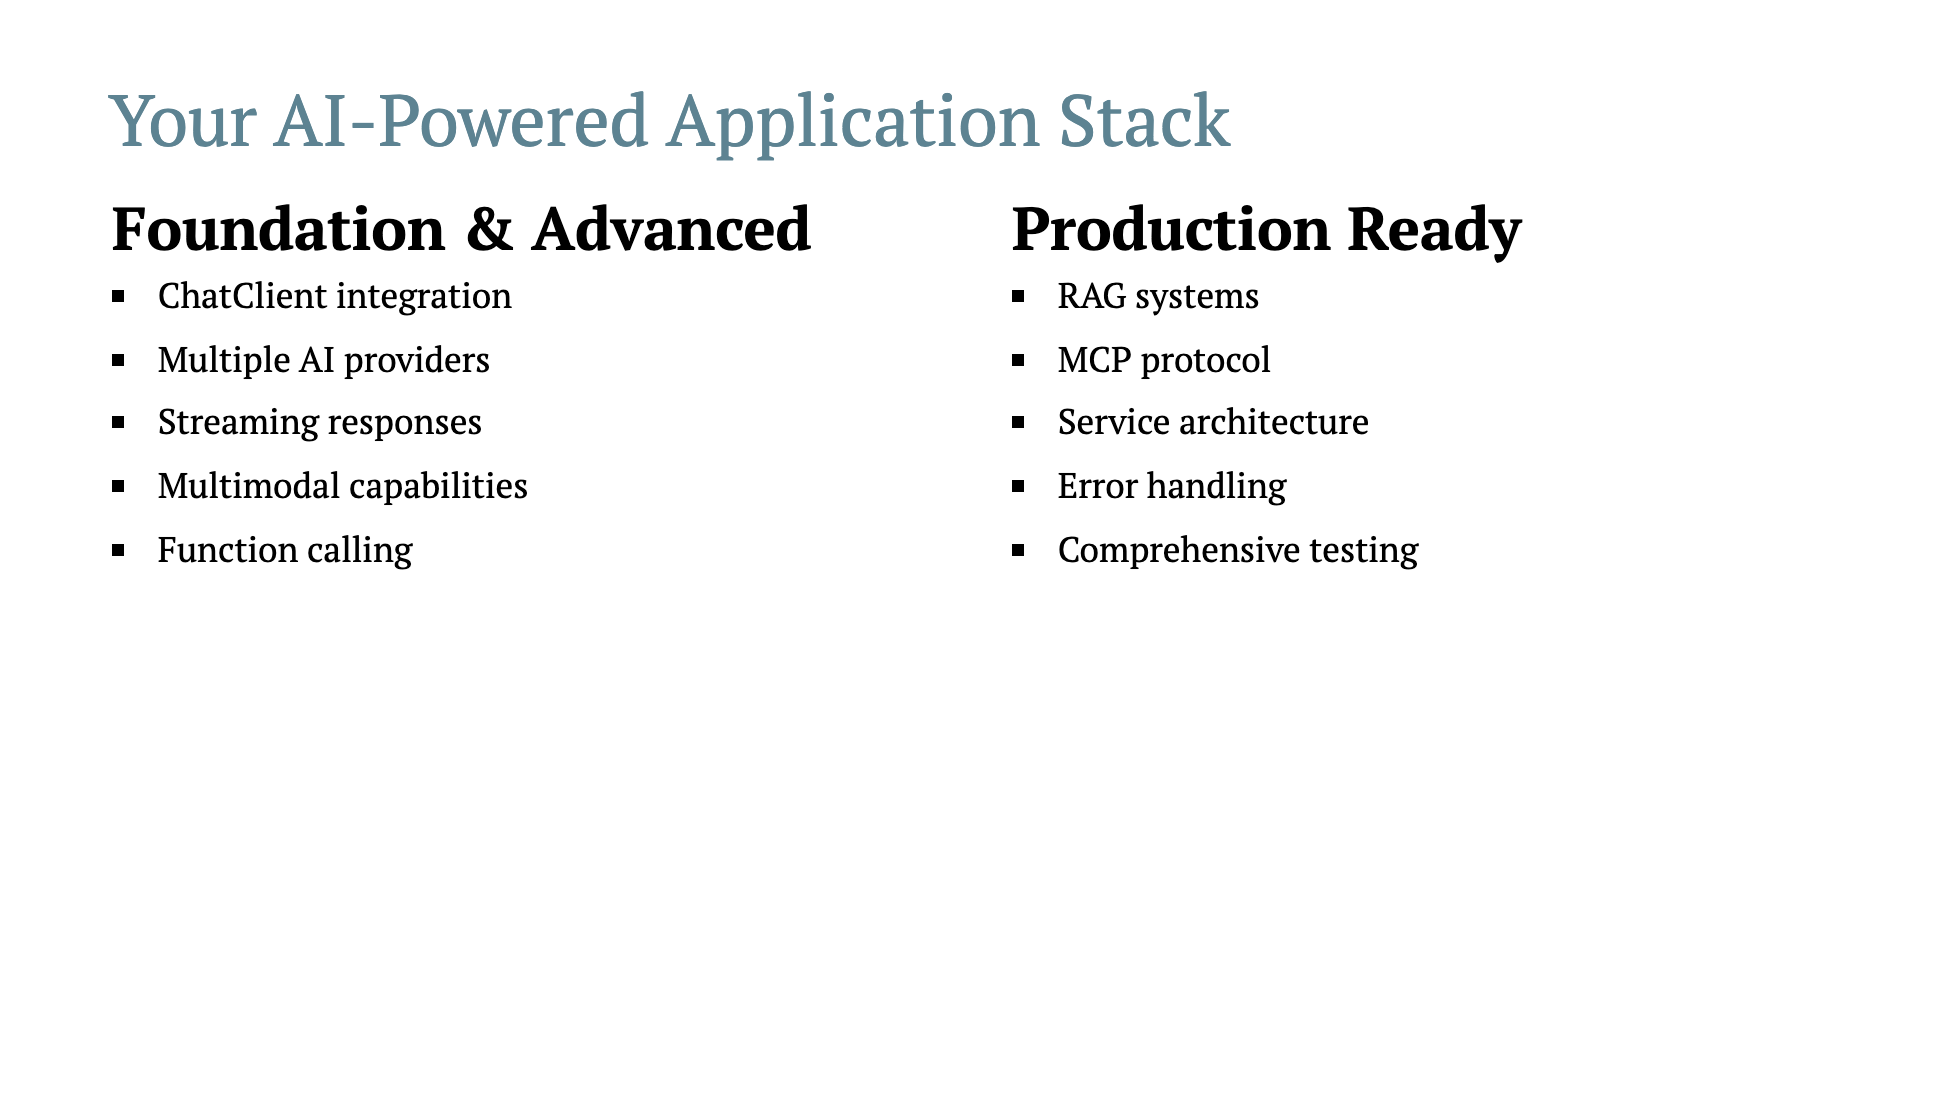 Your AI-Powered Application Stack
Foundation & Advanced
ChatClient integration
Multiple AI providers
Streaming responses
Multimodal capabilities
Function calling
Production Ready
RAG systems
MCP protocol
Service architecture
Error handling
Comprehensive testing